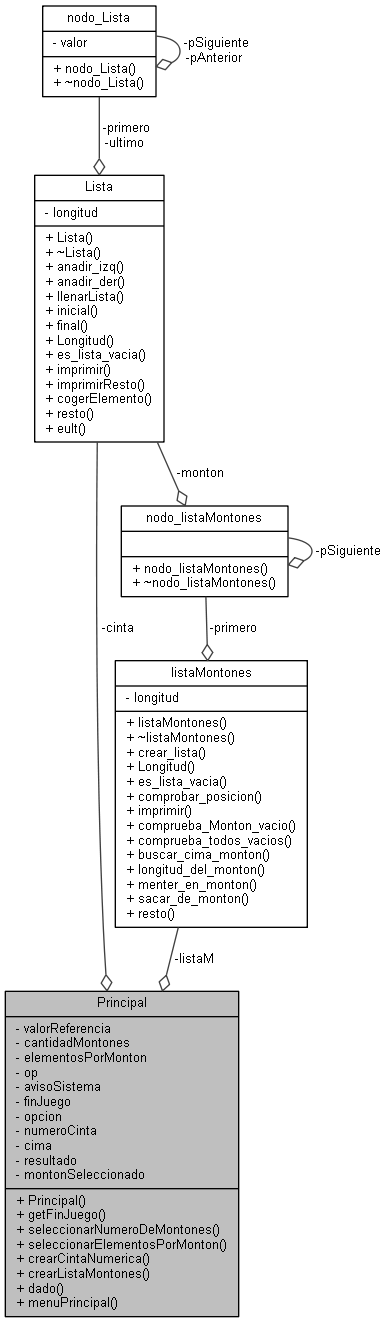 nodo_Lista
- valor
+ nodo_Lista()
+ ~nodo_Lista()
-pSiguiente
-pAnterior
-primero
-ultimo
Lista
- longitud
+ Lista()
+ ~Lista()
+ anadir_izq()
+ anadir_der()
+ llenarLista()
+ inicial()
+ final()
+ Longitud()
+ es_lista_vacia()
+ imprimir()
+ imprimirResto()
+ cogerElemento()
+ resto()
+ eult()
-monton
nodo_listaMontones
+ nodo_listaMontones()
+ ~nodo_listaMontones()
-pSiguiente
-cinta
-primero
listaMontones
- longitud
+ listaMontones()
+ ~listaMontones()
+ crear_lista()
+ Longitud()
+ es_lista_vacia()
+ comprobar_posicion()
+ imprimir()
+ comprueba_Monton_vacio()
+ comprueba_todos_vacios()
+ buscar_cima_monton()
+ longitud_del_monton()
+ menter_en_monton()
+ sacar_de_monton()
+ resto()
-listaM
Principal
- valorReferencia
- cantidadMontones
- elementosPorMonton
- op
- avisoSistema
- finJuego
- opcion
- numeroCinta
- cima
- resultado
- montonSeleccionado
+ Principal()
+ getFinJuego()
+ seleccionarNumeroDeMontones()
+ seleccionarElementosPorMonton()
+ crearCintaNumerica()
+ crearListaMontones()
+ dado()
+ menuPrincipal()